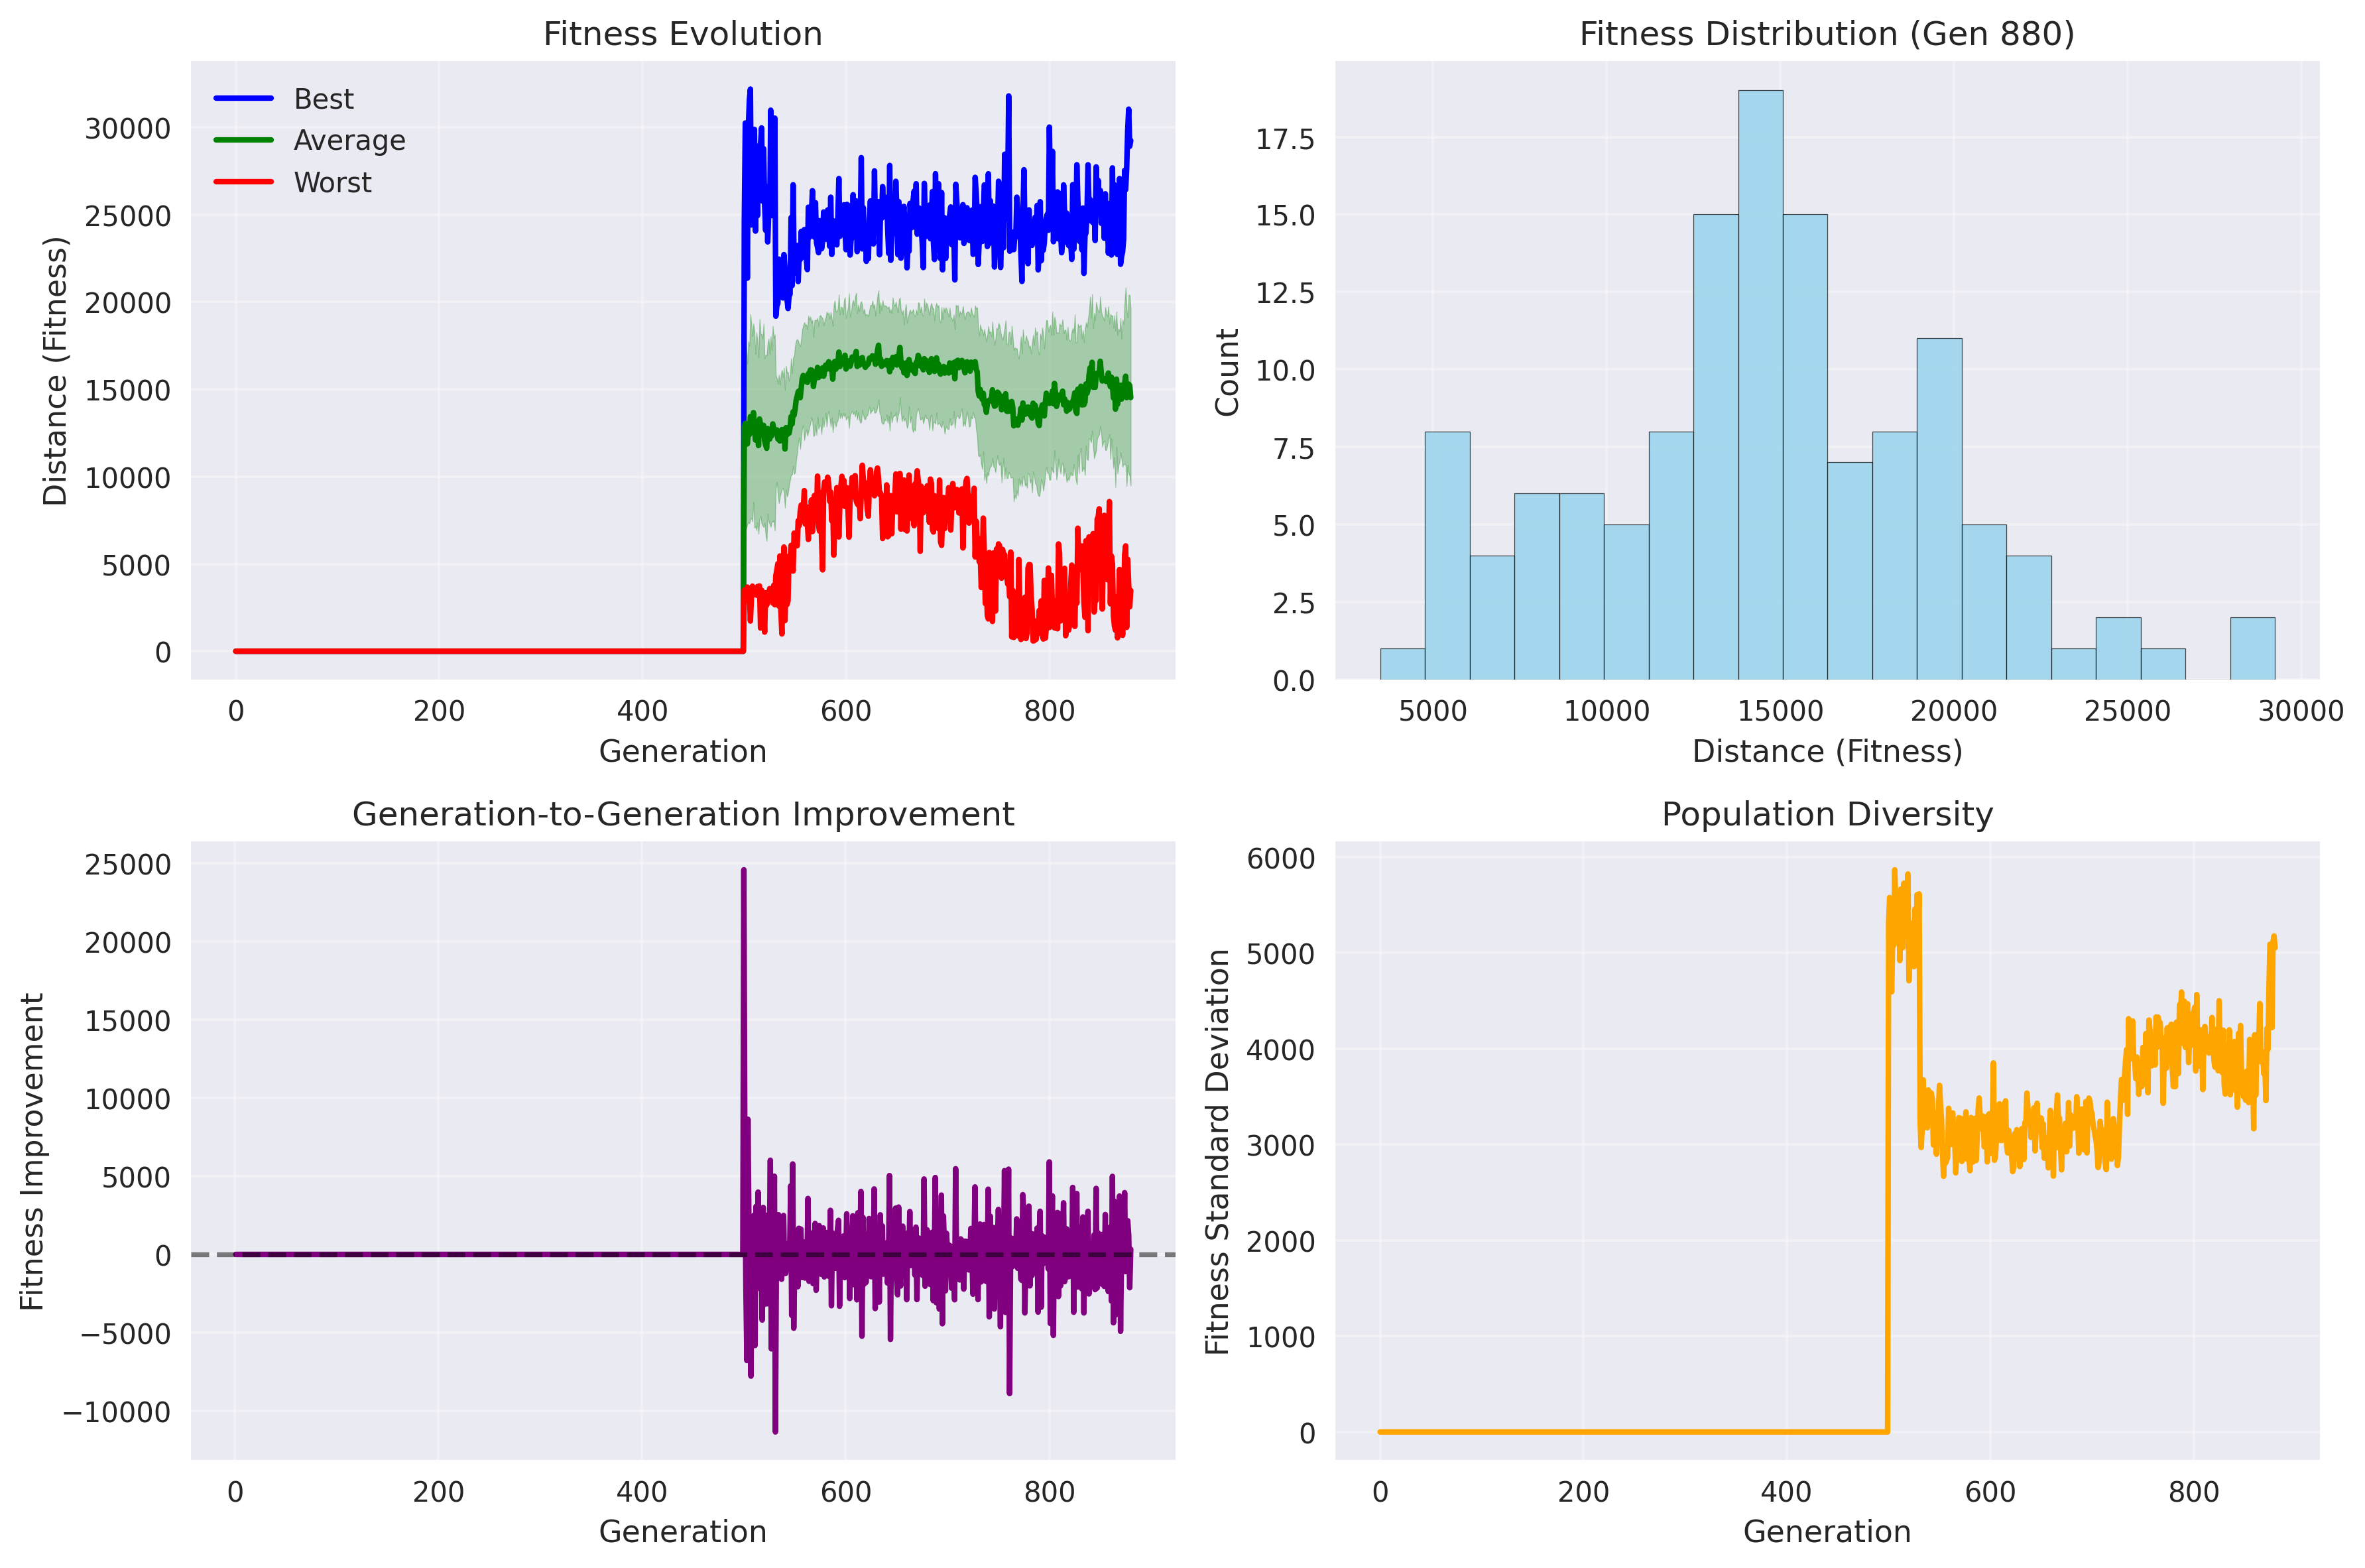 Fitness Evolution
Distance (Fitness)
30000
25000
20000
15000
10000
5000
0
Best
Average
Worst
0 200 400 600 800
Generation
Fitness Distribution (Gen 880)
Count
17.5
15.0
12.5
10.0
7.5
5.0
2.5
0.0
5000 10000 15000 20000 25000 30000
Distance (Fitness)
Generation-to-Generation Improvement
Fitness Improvement
25000
20000
15000
10000
5000
0
−5000
−10000
0 200 400 600 800
Generation
Population Diversity
Fitness Standard Deviation
6000
5000
4000
3000
2000
1000
0
0 200 400 600 800
Generation